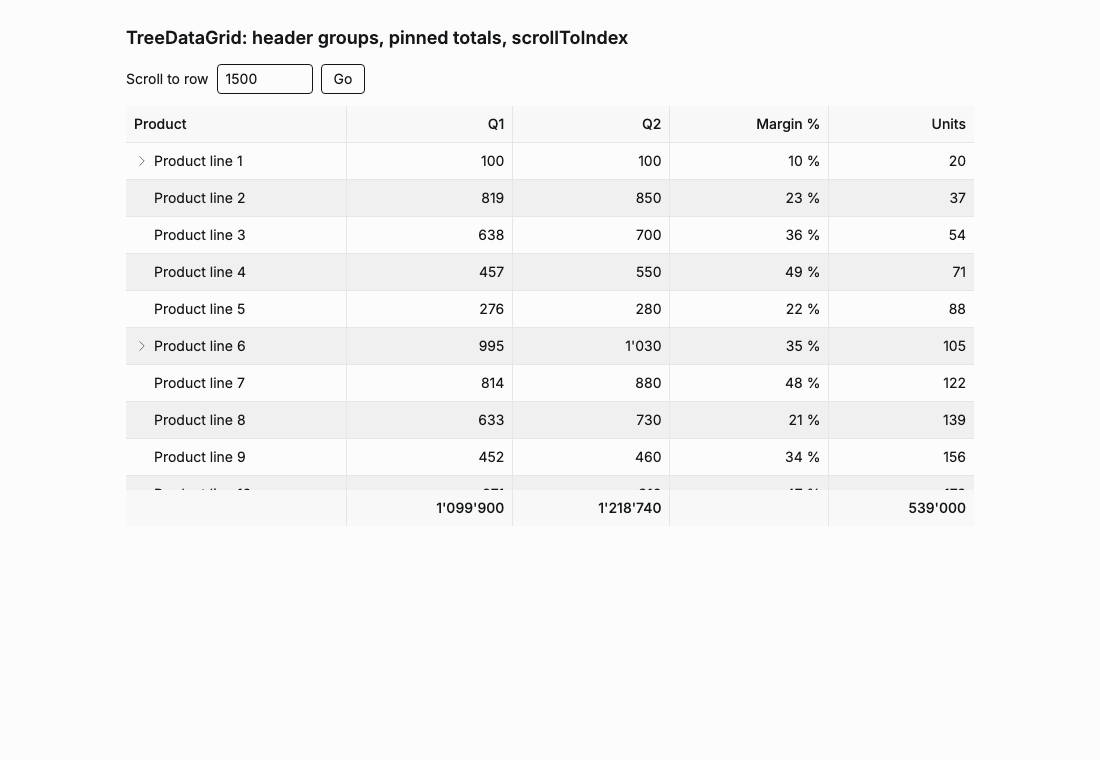 TreeDataGrid: header groups, pinned totals, scrollToIndex
Scroll to row 1500 Go
Product Q1 Q2 Margin % Units
Product line 1 100 100 10 % 20
Product line 2 819 850 23 % 37
Product line 3 638 700 36 % 54
Product line 4 457 550 49 % 71
Product line 5 276 280 22 % 88
Product line 6 995 1'030 35 % 105
Product line 7 814 880 48 % 122
Product line 8 633 730 21 % 139
Product line 9 452 460 34 % 156
1'099'900 1'218'740 539'000